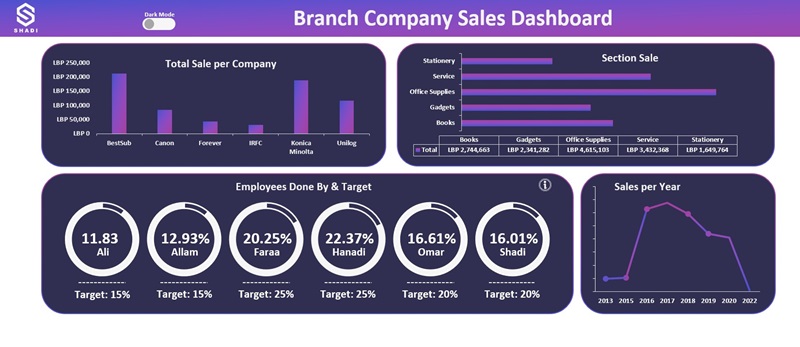 SHADI
Dark Mode
Branch Company Sales Dashboard
Total Sale per Company
LBP 250,000
LBP 200,000
LBP 150,000
LBP 100,000
LBP 50,000
LBP 0
BestSub Canon Forever IRFC Konica Minolta Unilog
Section Sale
Stationery
Service
Office Supplies
Gadgets
Books
Books Gadgets Office Supplies Service Stationery
Total LBP 2,744,663 LBP 2,341,282 LBP 4,615,103 LBP 3,432,368 LBP 1,649,764
Employees Done By & Target
11.83 12.93% 20.25% 22.37% 16.61% 16.01%
Ali Allam Faraa Hanadi Omar Shadi
Target: 15% Target: 15% Target: 25% Target: 25% Target: 20% Target: 20%
Sales per Year
2013 2015 2016 2017 2018 2019 2020 2022